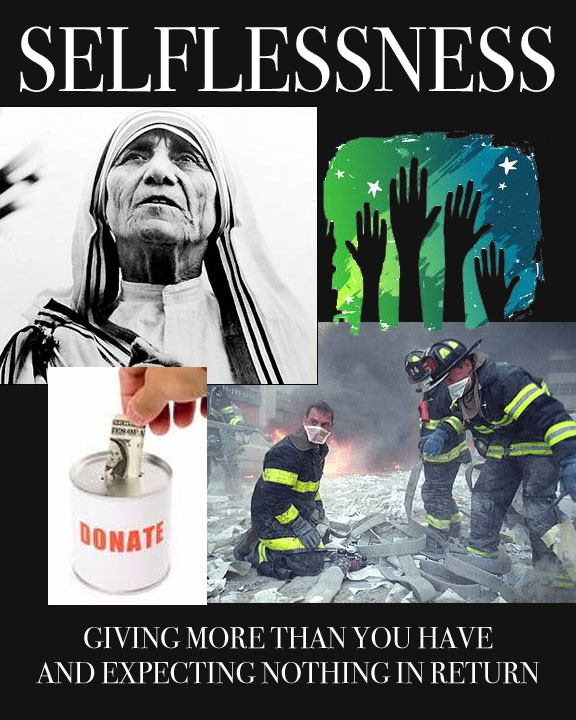 SELFLESSNESS
DONATE
GIVING MORE THAN YOU HAVE
AND EXPECTING NOTHING IN RETURN